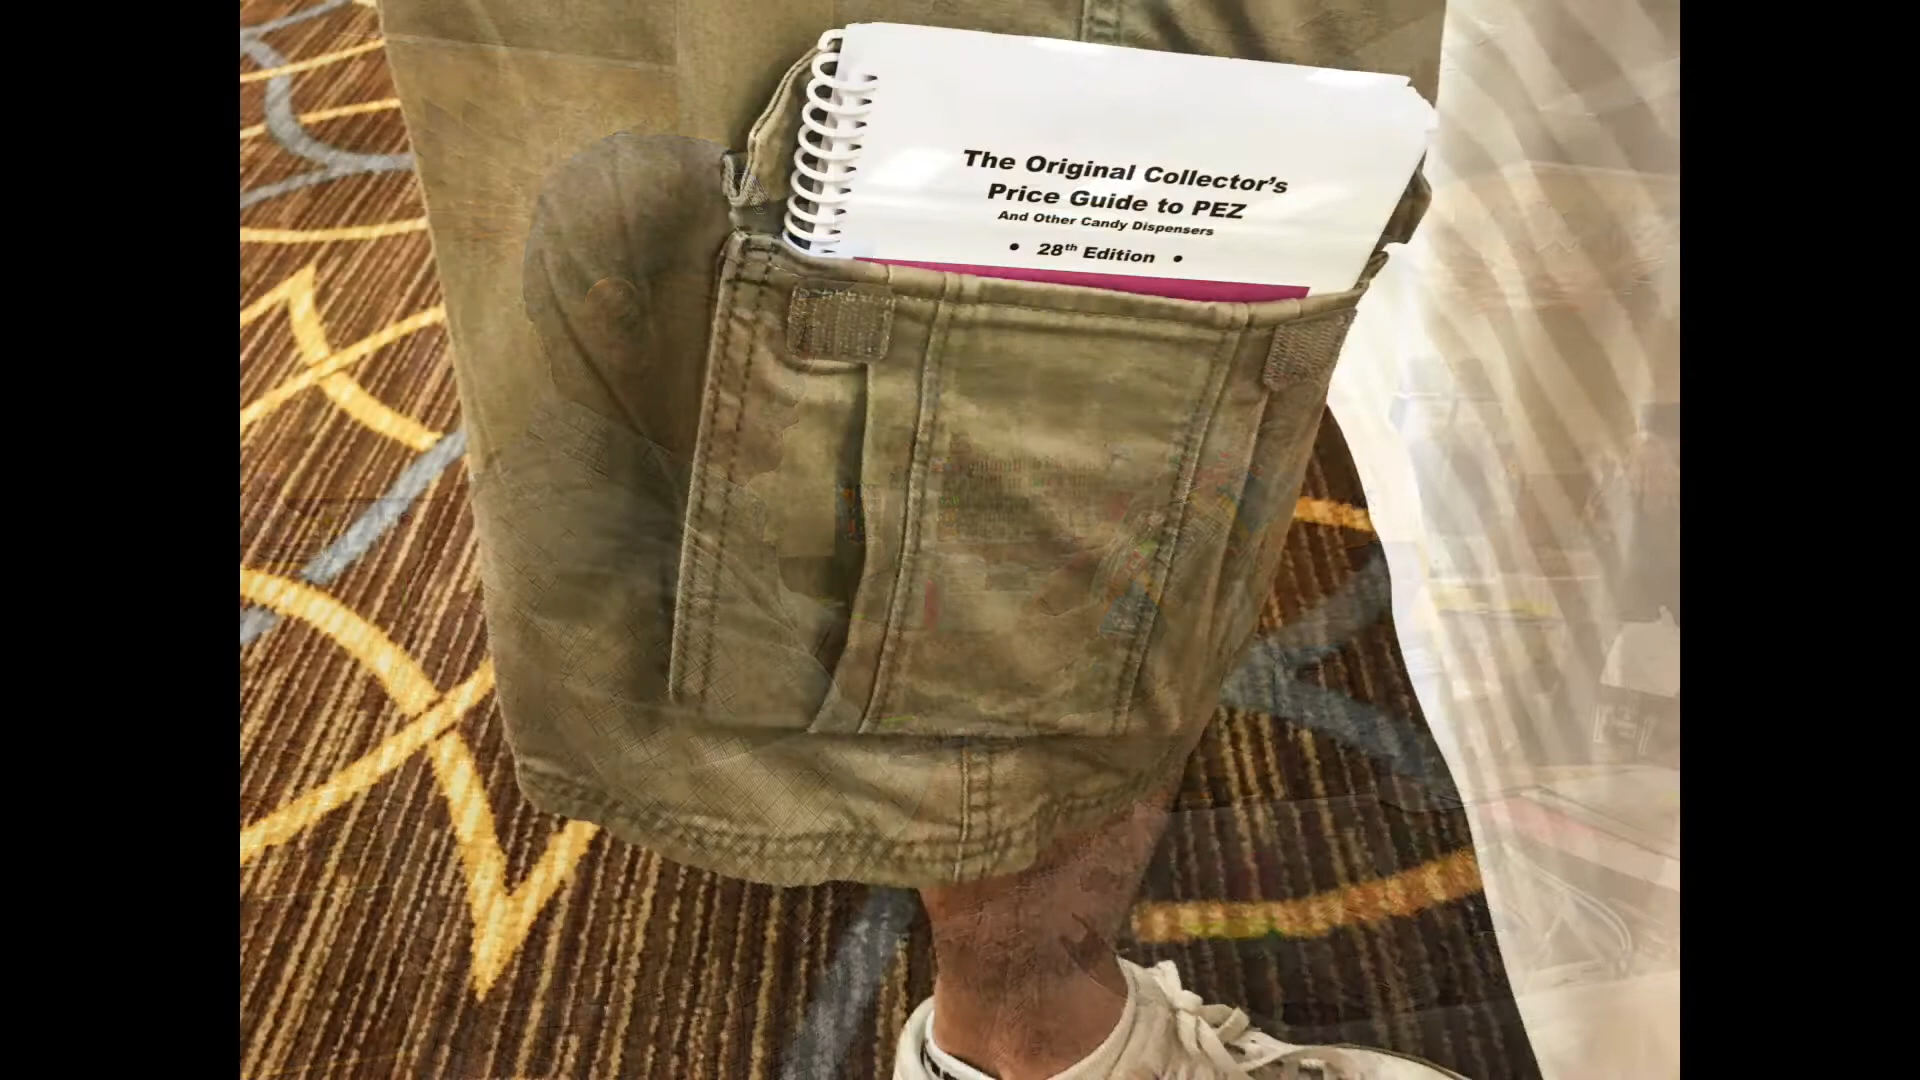 The Original Collector's
Price Guide to PEZ
And Other Candy Dispensers
• 28th Edition •